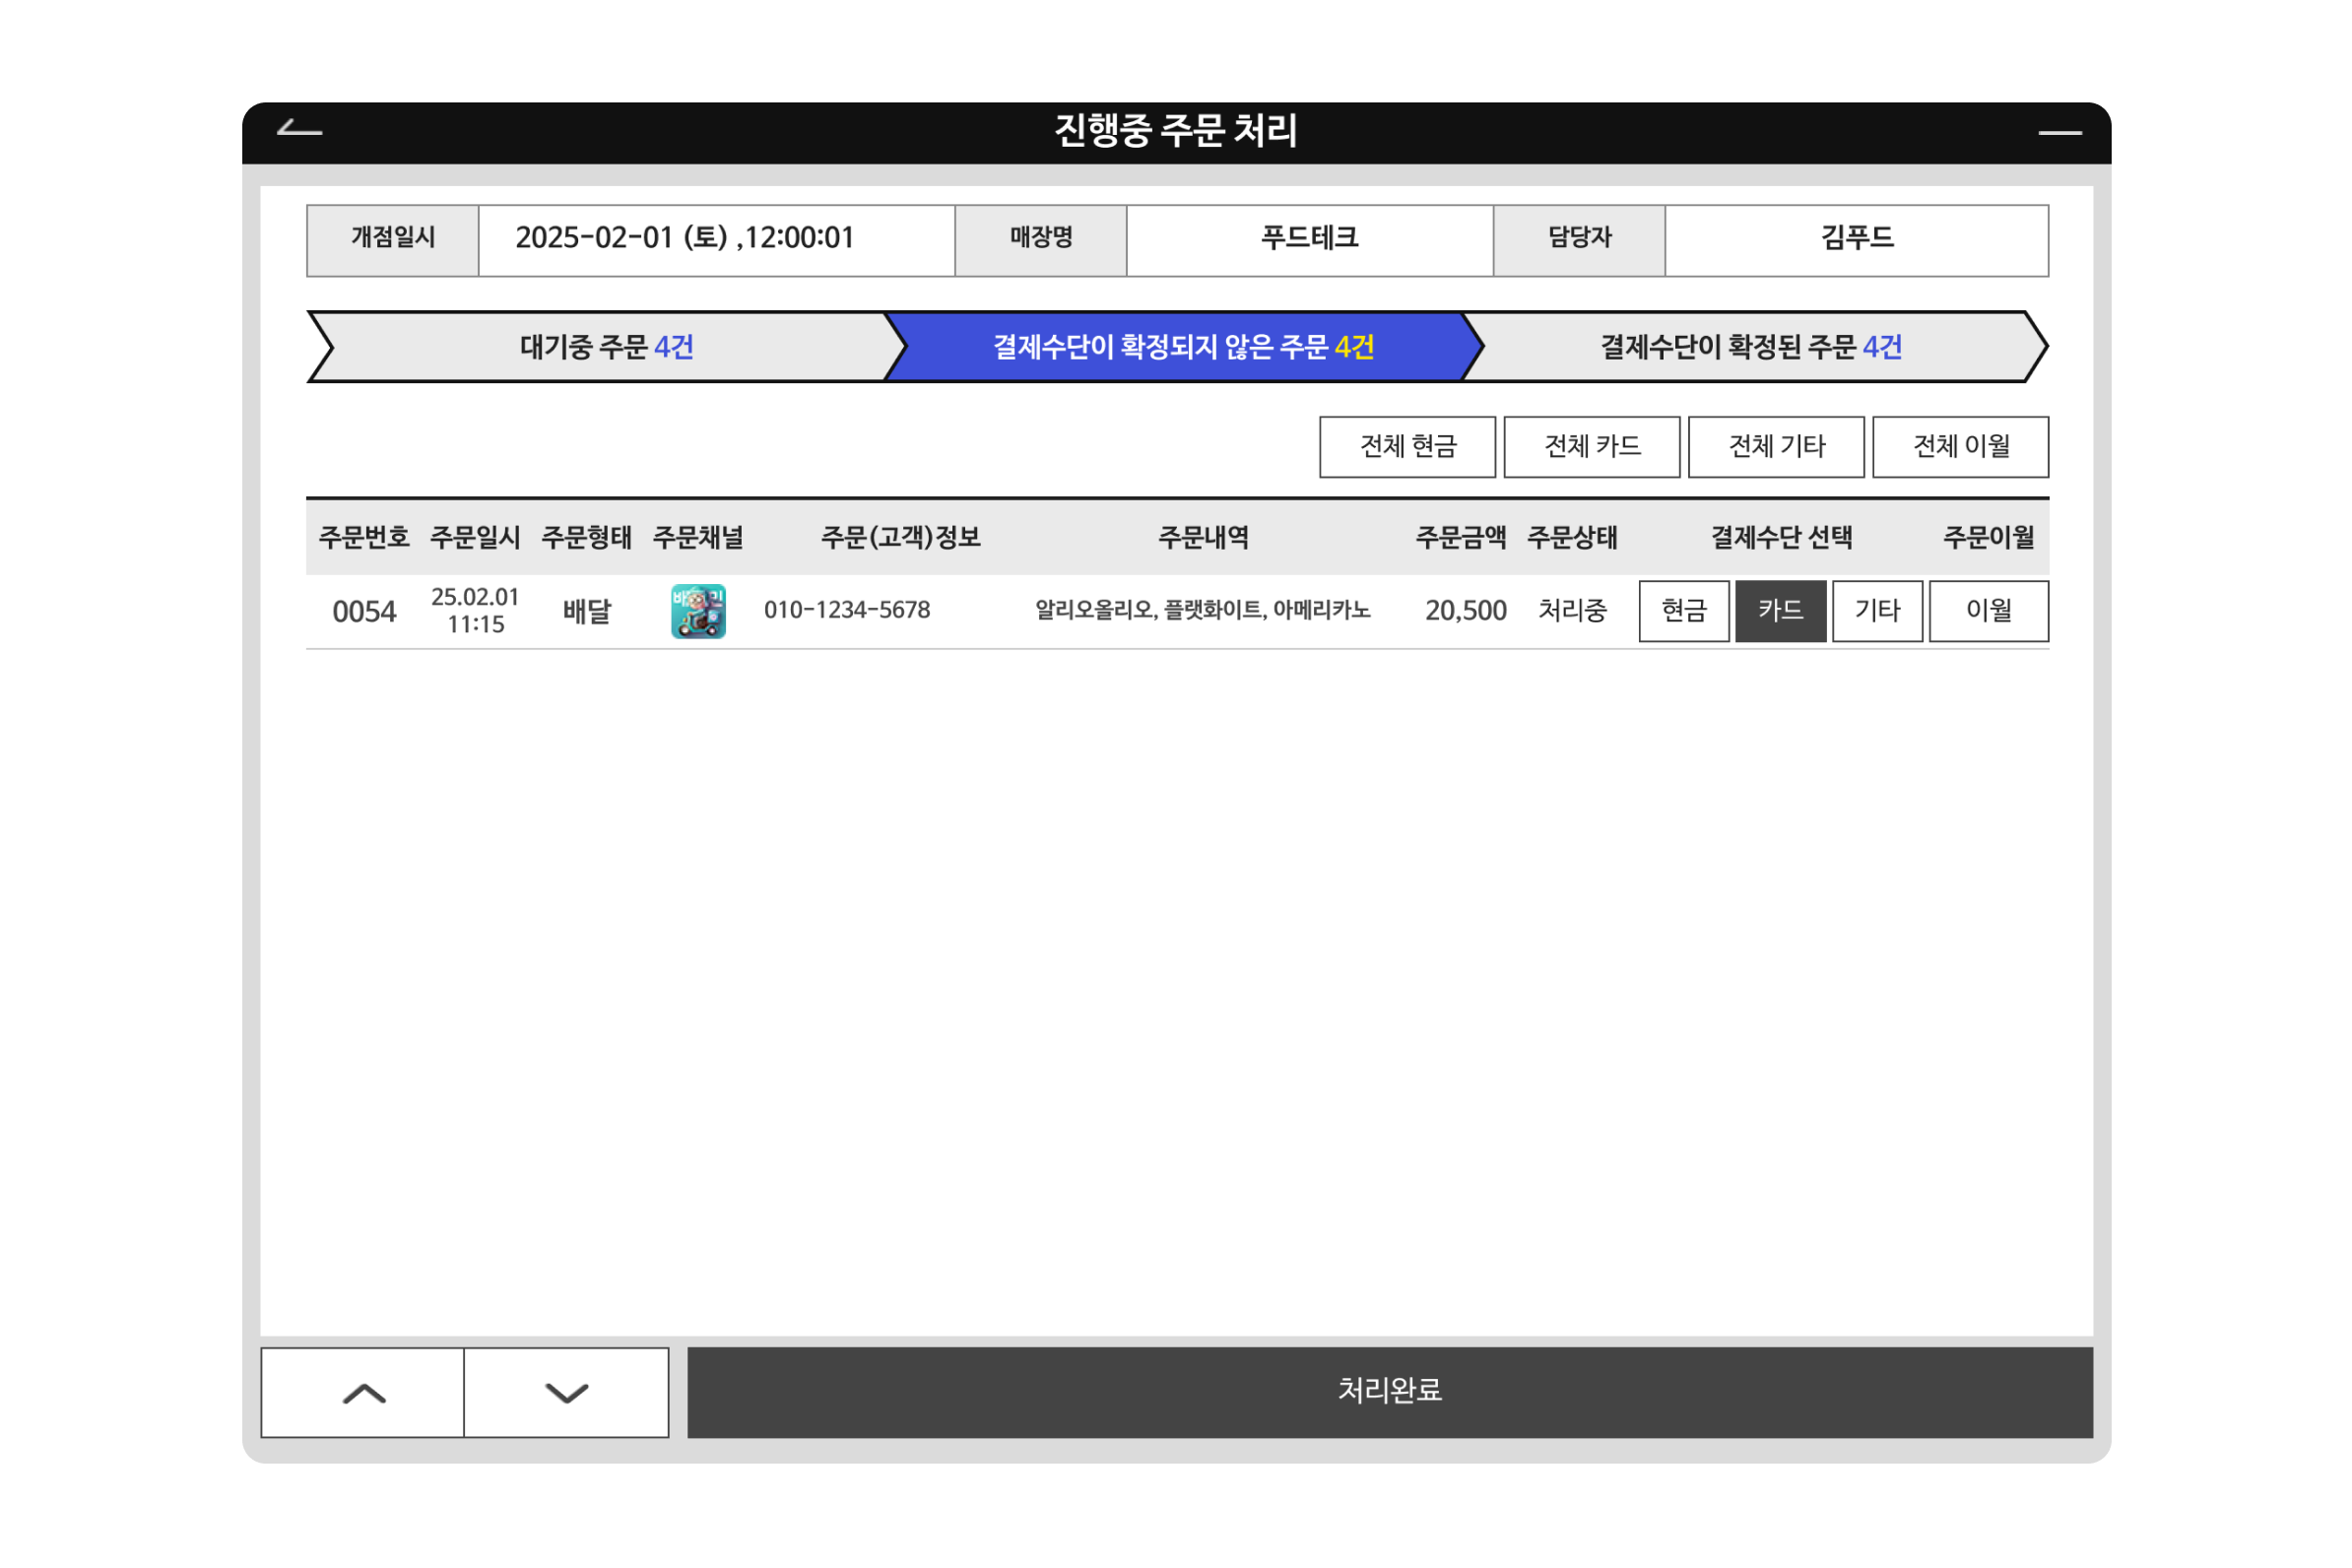 진행중 주문 처리
개점일시 2025-02-01 (토) ,12:00:01 매장명 푸드테크 담당자 김푸드
대기중 주문 4건 결제수단이 확정되지 않은 주문 4건 결제수단이 확정된 주문 4건
전체 현금 전체 카드 전체 기타 전체 이월
주문번호 주문일시 주문형태 주문채널 주문(고객)정보 주문내역 주문금액 주문상태 결제수단 선택 주문이월
0054 25.02.01 11:15 배달 010-1234-5678 알리오올리오, 플랫화이트, 아메리카노 20,500 처리중 현금 카드 기타 이월
처리완료